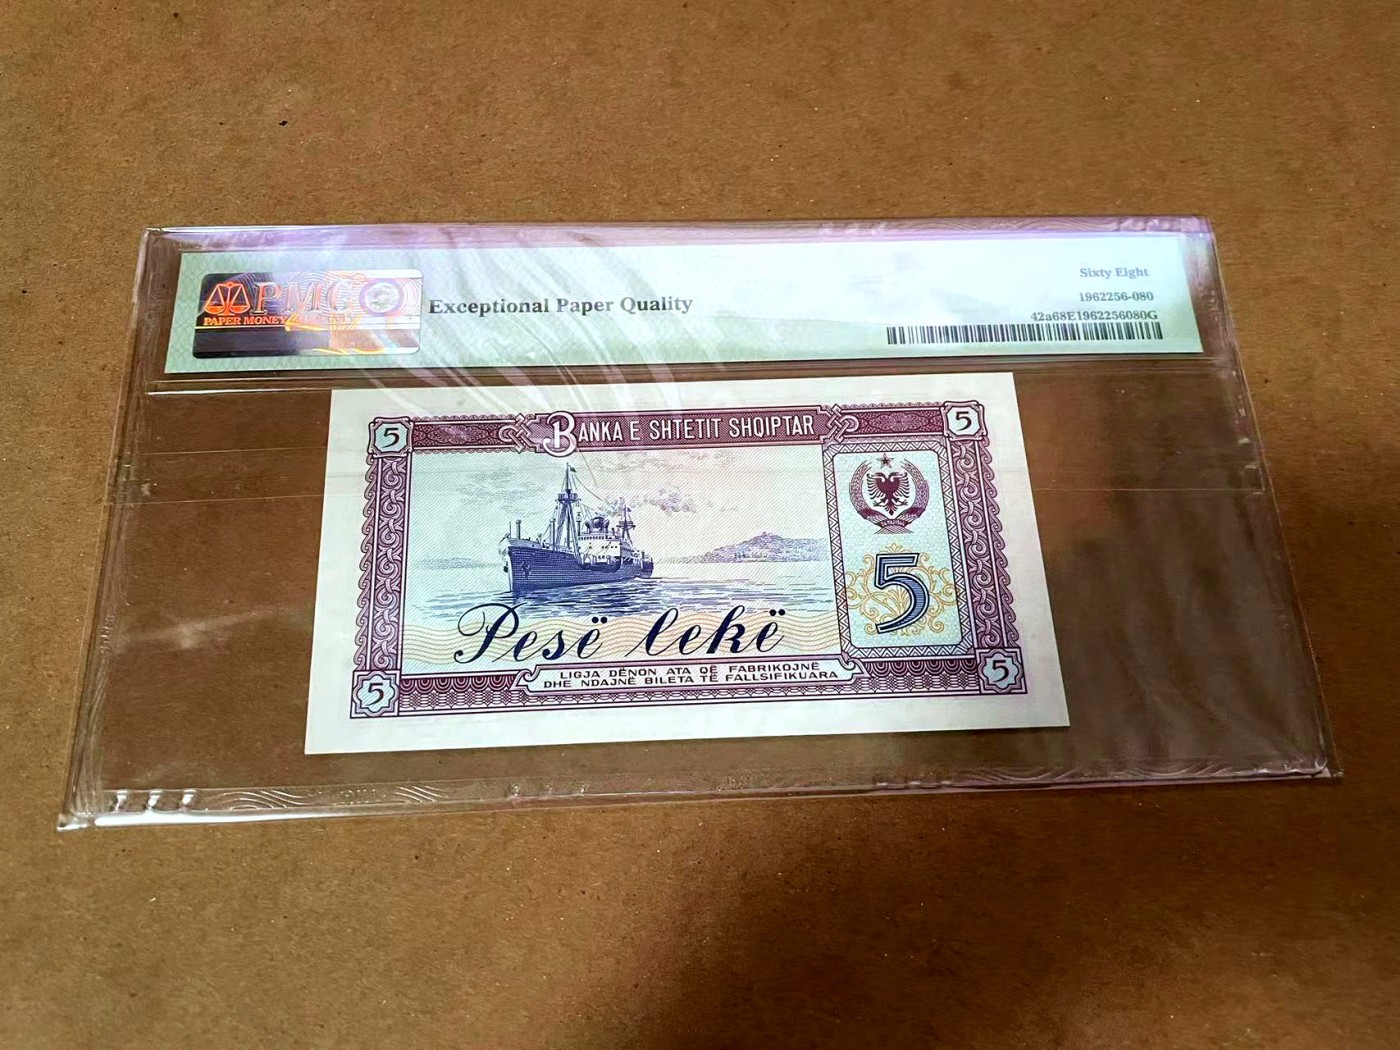 PMG
PAPER MONEY
Exceptional Paper Quality
Sixty Eight
1962256-080
42a68E1962256080G
5
BANKA E SHTETIT SHQIPTAR
5
5
Pesë lekë
LIGJA DËNON ATA QË FABRIKOJNË
DHE NDAJNË BILETA TË FALLSIFIKUARA
5
5